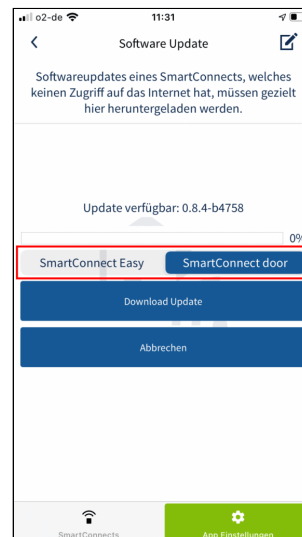 o2-de 11:31
Software Update
Softwareupdates eines SmartConnects, welches
keinen Zugriff auf das Internet hat, müssen gezielt
hier heruntergeladen werden.
Update verfügbar: 0.8.4-b4758
0%
SmartConnect Easy SmartConnect door
Download Update
Abbrechen
SmartConnects App Einstellungen